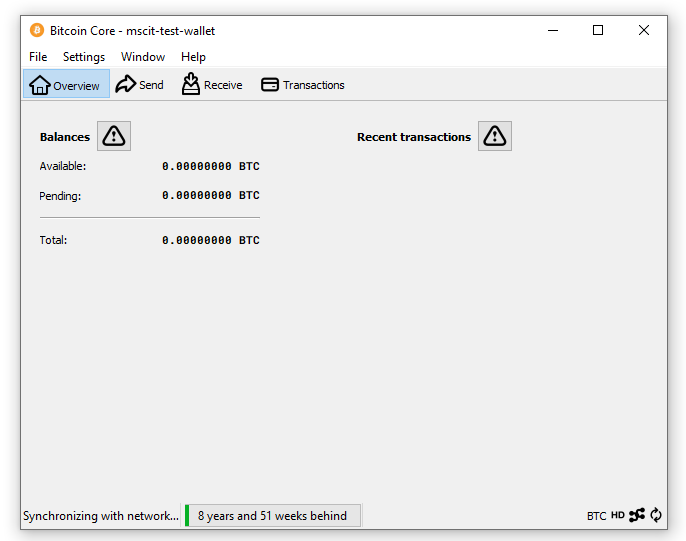 Bitcoin Core - mscit-test-wallet
File Settings Window Help
Overview Send Receive Transactions
Balances Recent transactions
Available: 0.00000000 BTC
Pending: 0.00000000 BTC
Total: 0.00000000 BTC
Synchronizing with network... 8 years and 51 weeks behind BTC HD